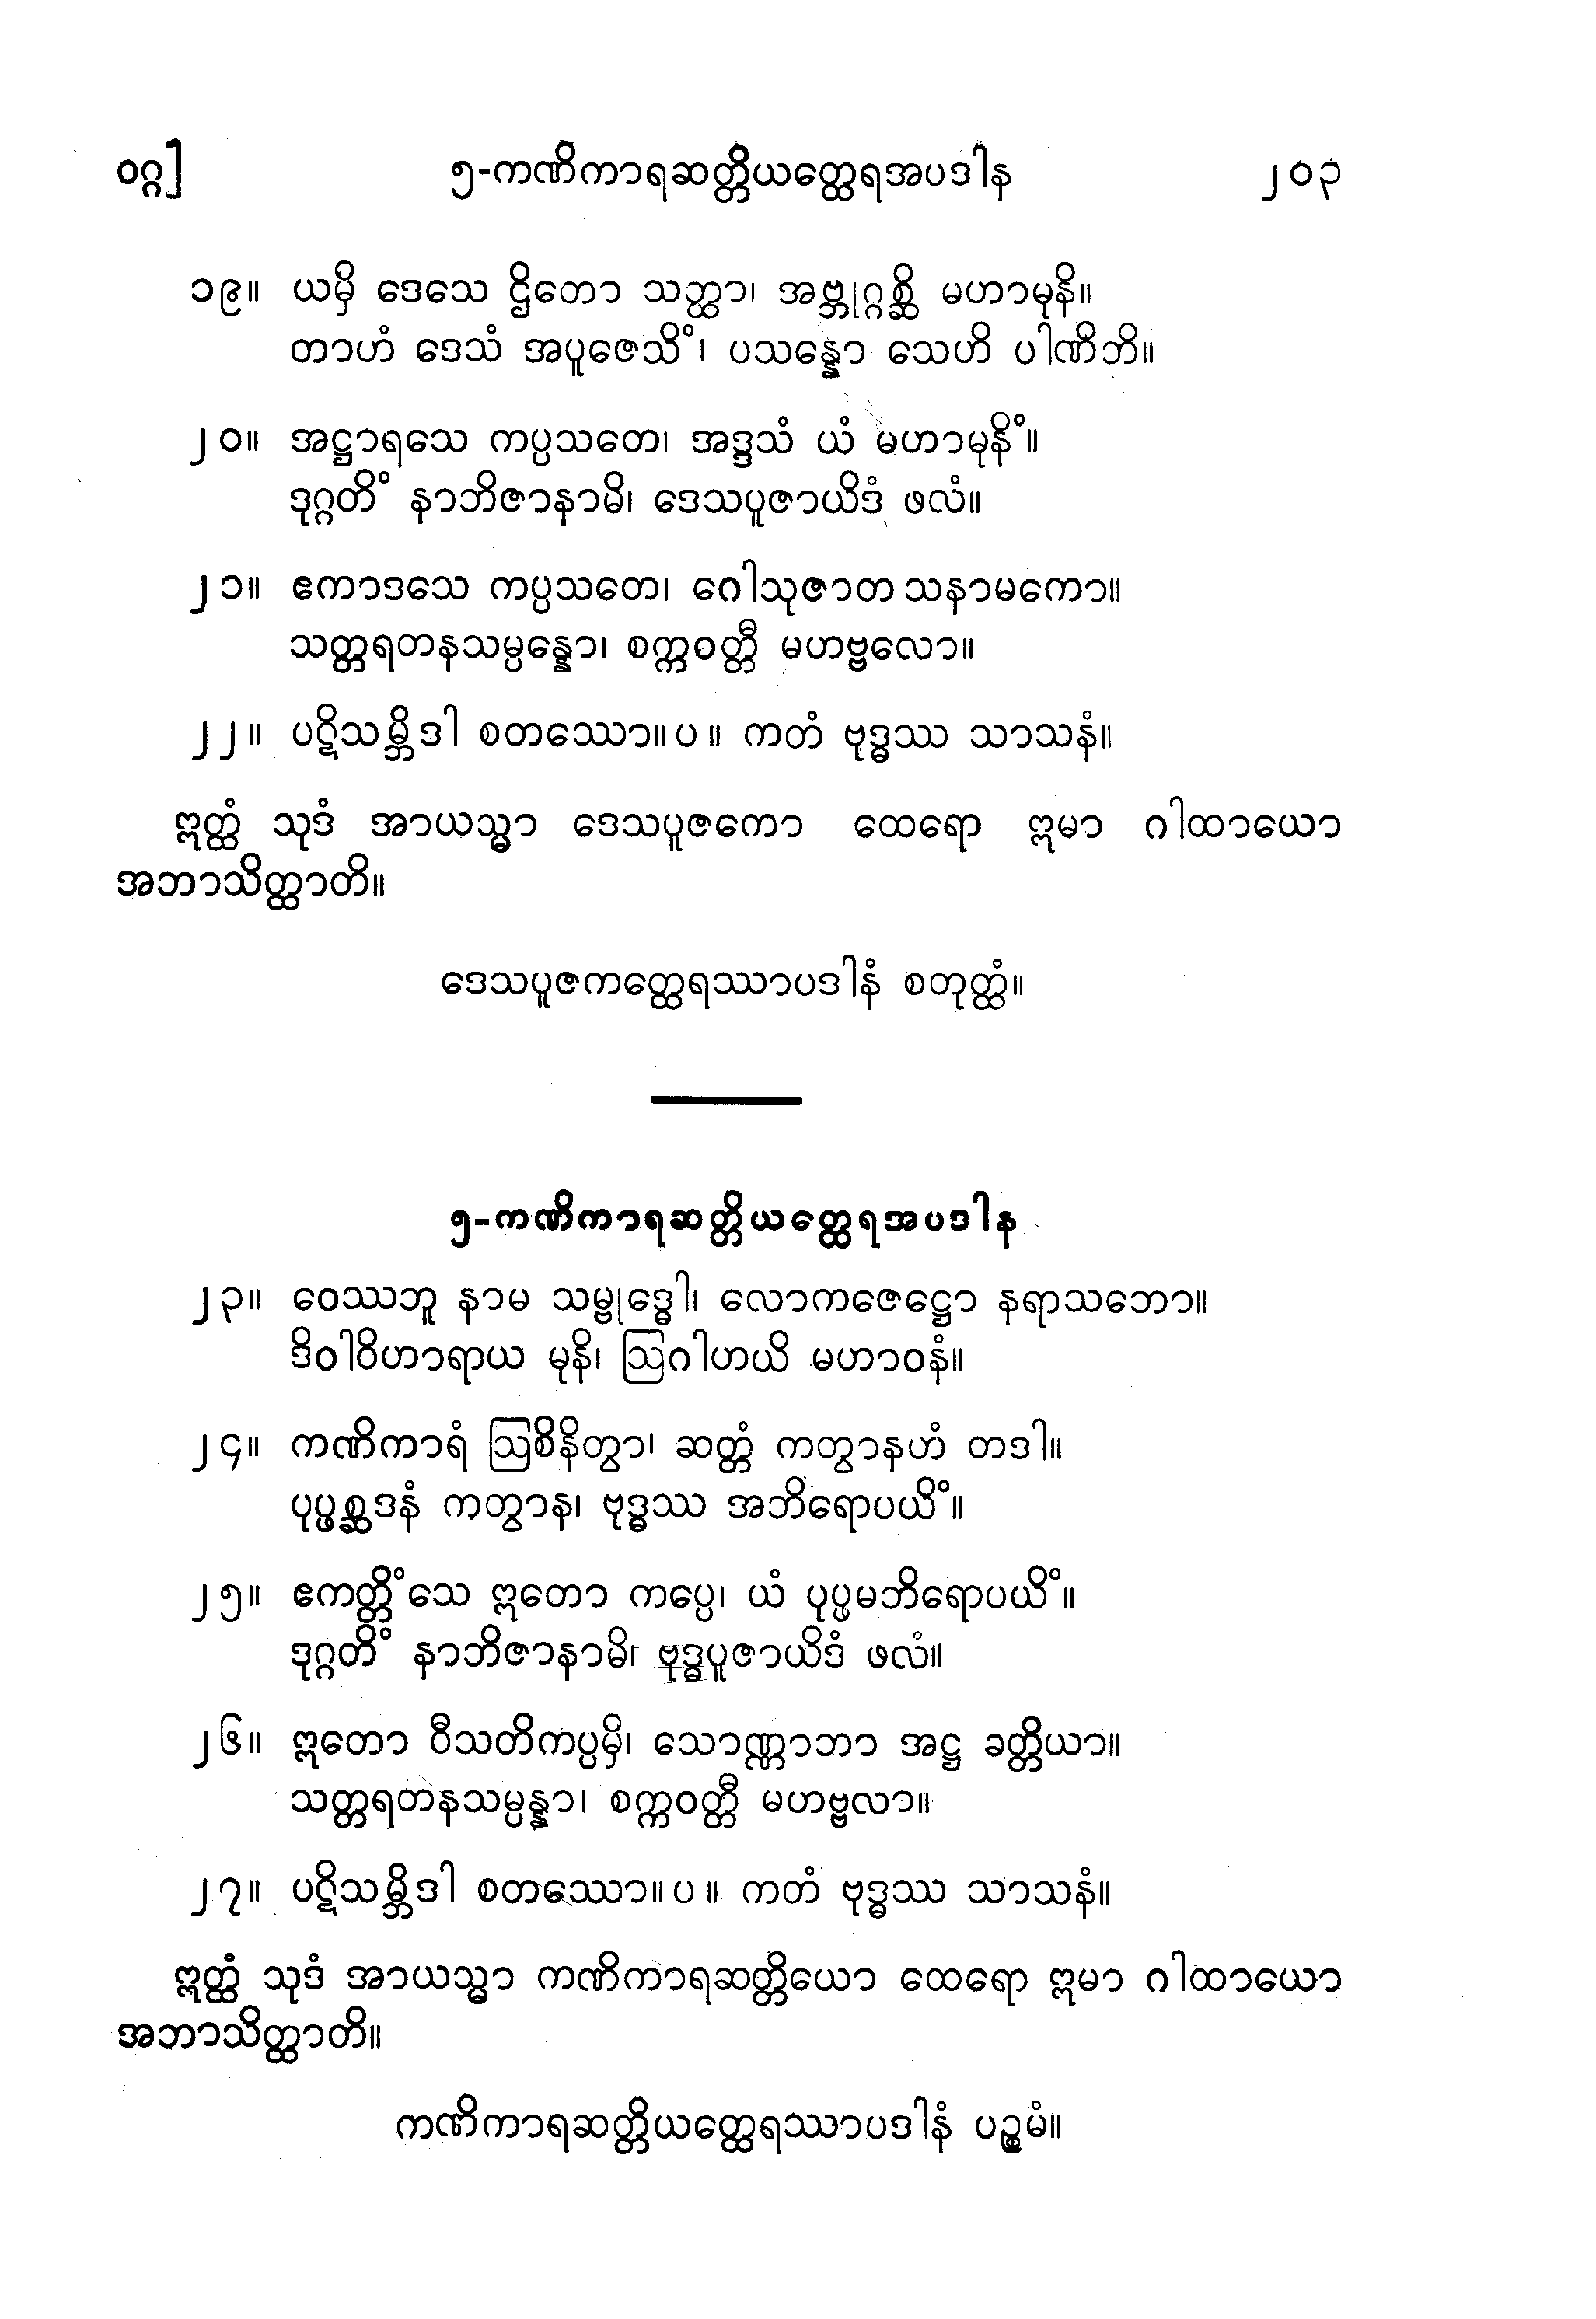 ဝဂ္ဂ] ၅-ကဏိကာရဆတ္တိယတ္ထေရအပဒါန ၂၀၃
၁၉။ ယမှိ ဒေသေ ဌိတော သတ္ထာ၊ အဗ္ဘုဂ္ဂစ္ဆိ မဟာမုနိ။
တာဟံ ဒေသံ အပူဇေသိံ၊ ပသန္နော သေဟိ ပါဏိဘိ။
၂၀။ အဋ္ဌာရသေ ကပ္ပသတေ၊ အဒ္ဒသံ ယံ မဟာမုနိံ။
ဒုဂ္ဂတိံ နာဘိဇာနာမိ၊ ဒေသပူဇာယိဒံ ဖလံ။
၂၁။ ဧကာဒသေ ကပ္ပသတေ၊ ဂေါသုဇာတ သနာမကော။
သတ္တရတနသမ္ပန္နော၊ စက္ကဝတ္တီ မဟဗ္ဗလော။
၂၂။ ပဋိသမ္ဘိဒါ စတဿော။ပ။ ကတံ ဗုဒ္ဓဿ သာသနံ။
ဣတ္ထံ သုဒံ အာယသ္မာ ဒေသပူဇကော ထေရော ဣမာ ဂါထာယော
အဘာသိတ္ထာတိ။
ဒေသပူဇကတ္ထေရဿာပဒါနံ စတုတ္ထံ။
၅-ကဏိကာရဆတ္တိယတ္ထေရအပဒါန
၂၃။ ဝေဿဘူ နာမ သမ္ဗုဒ္ဓေါ၊ လောကဇေဋ္ဌော နရာသဘော။
ဒိဝါဝိဟာရာယ မုနိ၊ ဩဂါဟယိ မဟာဝနံ။
၂၄။ ကဏိကာရံ ဩစိနိတွာ၊ ဆတ္တံ ကတွာနဟံ တဒါ။
ပုပ္ဖစ္ဆဒနံ ကတွာန၊ ဗုဒ္ဓဿ အဘိရောပယိံ။
၂၅။ ဧကတ္တိံသေ ဣတော ကပ္ပေ၊ ယံ ပုပ္ဖမဘိရောပယိံ။
ဒုဂ္ဂတိံ နာဘိဇာနာမိ၊ ဗုဒ္ဓပူဇာယိဒံ ဖလံ။
၂၆။ ဣတော ဝီသတိကပ္ပမှိ၊ သောဏ္ဏာဘာ အဋ္ဌ ခတ္တိယာ။
သတ္တရတနသမ္ပန္နာ၊ စက္ကဝတ္တီ မဟဗ္ဗလာ။
၂၇။ ပဋိသမ္ဘိဒါ စတဿော။ပ။ ကတံ ဗုဒ္ဓဿ သာသနံ။
ဣတ္ထံ သုဒံ အာယသ္မာ ကဏိကာရဆတ္တိယော ထေရော ဣမာ ဂါထာယော
အဘာသိတ္ထာတိ။
ကဏိကာရဆတ္တိယတ္ထေရဿာပဒါနံ ပဉ္စမံ။